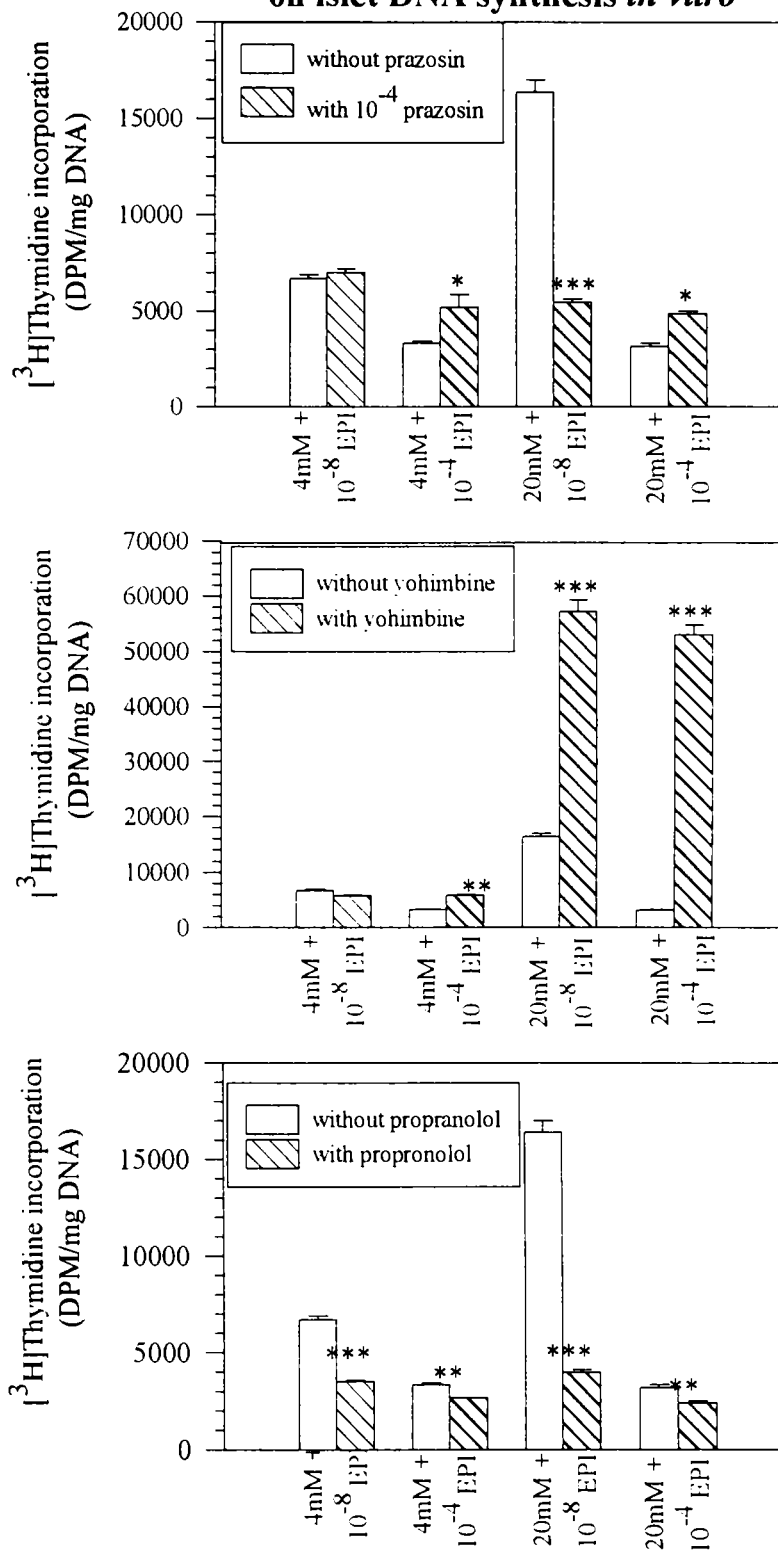 on islet DNA synthesis in vitro
20000
15000
10000
5000
0
[³H]Thymidine incorporation
(DPM/mg DNA)
without prazosin
with 10⁻⁴ prazosin
*
***
*
4mM +
10⁻⁸ EPI
4mM +
10⁻⁴ EPI
20mM +
10⁻⁸ EPI
20mM +
10⁻⁴ EPI
70000
60000
50000
40000
30000
20000
10000
0
[³H]Thymidine incorporation
(DPM/mg DNA)
without yohimbine
with yohimbine
**
***
***
4mM +
10⁻⁸ EPI
4mM +
10⁻⁴ EPI
20mM +
10⁻⁸ EPI
20mM +
10⁻⁴ EPI
20000
15000
10000
5000
0
[³H]Thymidine incorporation
(DPM/mg DNA)
without propranolol
with propronolol
***
**
***
**
4mM +
10⁻⁸ EPI
4mM +
10⁻⁴ EPI
20mM +
10⁻⁸ EPI
20mM +
10⁻⁴ EPI